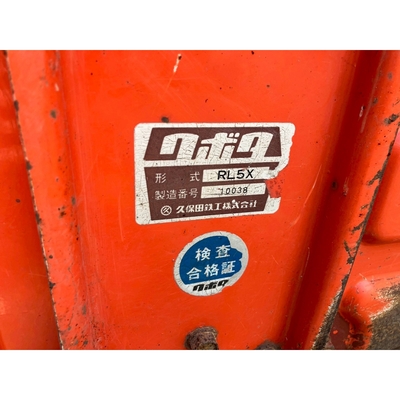 クボタ
形式 RL5X
製造番号 10038
久保田鉄工株式会社
検査
合格証
クボタ